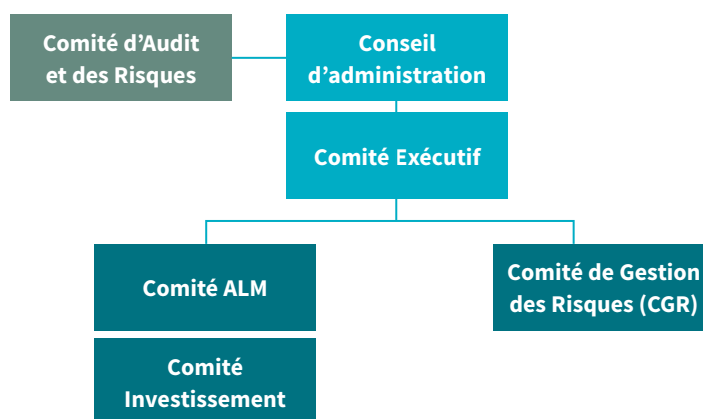 Comité d’Audit
et des Risques
Conseil
d’administration
Comité Exécutif
Comité ALM
Comité de Gestion
des Risques (CGR)
Comité
Investissement